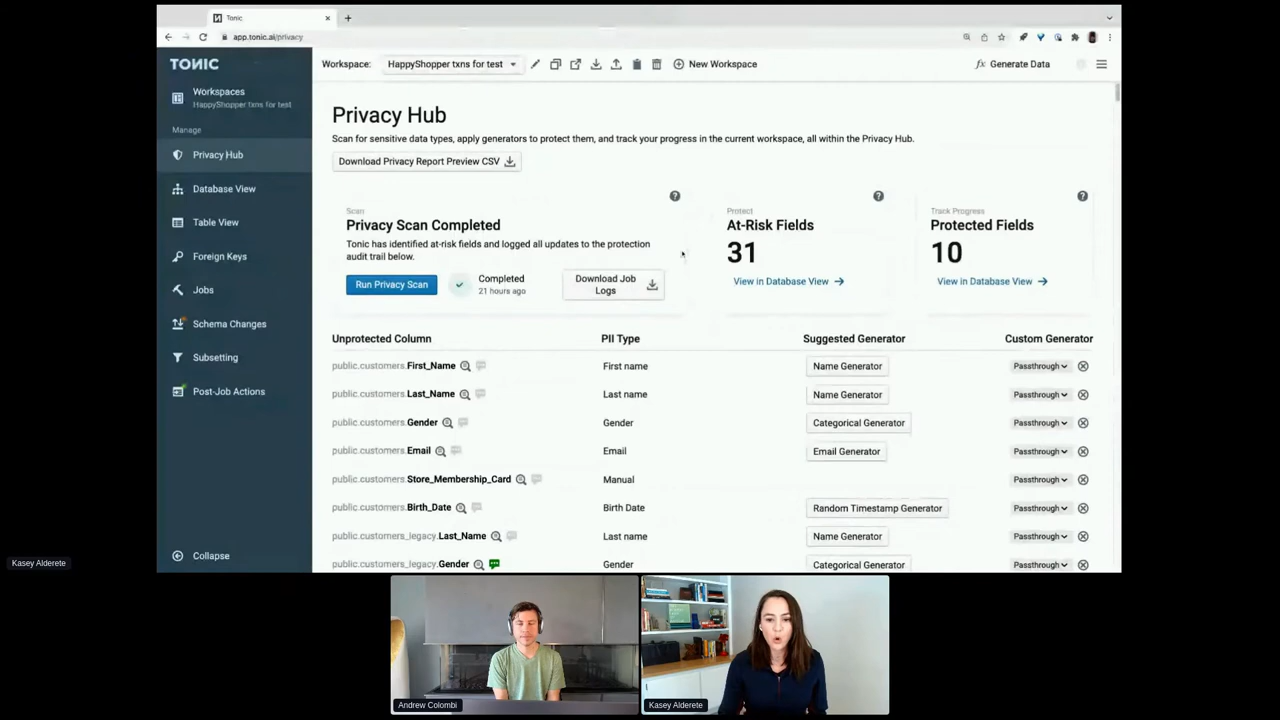 Tonic
app.tonic.ai/privacy
TONIC
Workspace:
HappyShopper txns for test
New Workspace
fx Generate Data
Workspaces
HappyShopper txns for test
Manage
Privacy Hub
Database View
Table View
Foreign Keys
Jobs
Schema Changes
Subsetting
Post-Job Actions
Collapse
Privacy Hub
Scan for sensitive data types, apply generators to protect them, and track your progress in the current workspace, all within the Privacy Hub.
Download Privacy Report Preview CSV
Scan
Privacy Scan Completed
Tonic has identified at-risk fields and logged all updates to the protection
audit trail below.
Run Privacy Scan
Completed
21 hours ago
Download Job
Logs
Protect
At-Risk Fields
31
View in Database View
Track Progress
Protected Fields
10
View in Database View
Unprotected Column PII Type Suggested Generator Custom Generator
public.customers.First_Name First name Name Generator Passthrough
public.customers.Last_Name Last name Name Generator Passthrough
public.customers.Gender Gender Categorical Generator Passthrough
public.customers.Email Email Email Generator Passthrough
public.customers.Store_Membership_Card Manual Passthrough
public.customers.Birth_Date Birth Date Random Timestamp Generator Passthrough
public.customers_legacy.Last_Name Last name Name Generator Passthrough
public.customers_legacy.Gender Gender Categorical Generator Passthrough
Kasey Alderete
Andrew Colombi
Kasey Alderete